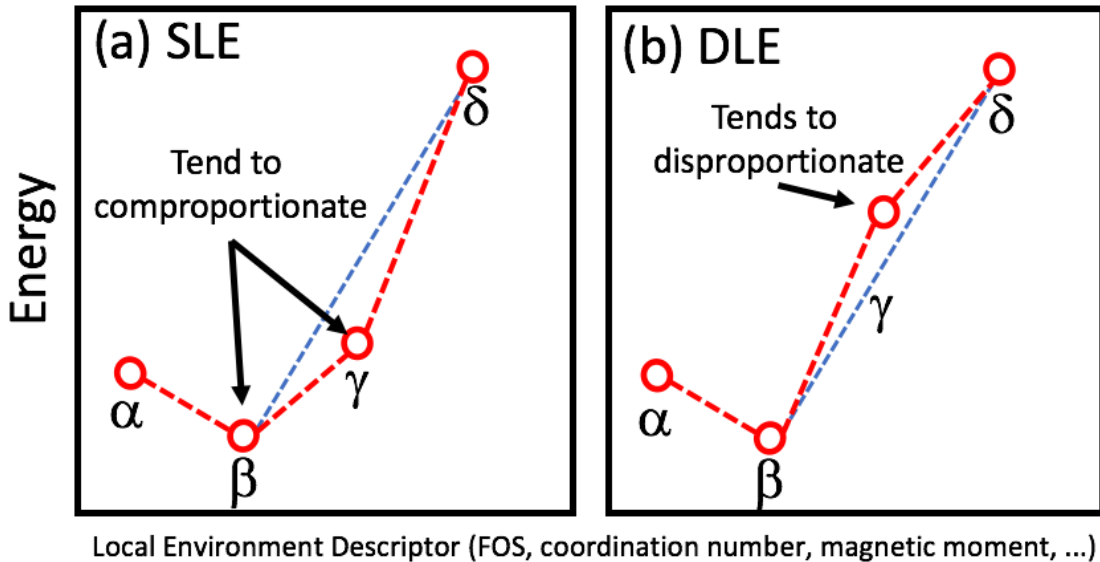 (a) SLE
δ
Tend to
comproportionate
γ
α
β
(b) DLE
δ
Tends to
disproportionate
γ
α
β
Energy
Local Environment Descriptor (FOS, coordination number, magnetic moment, ...)